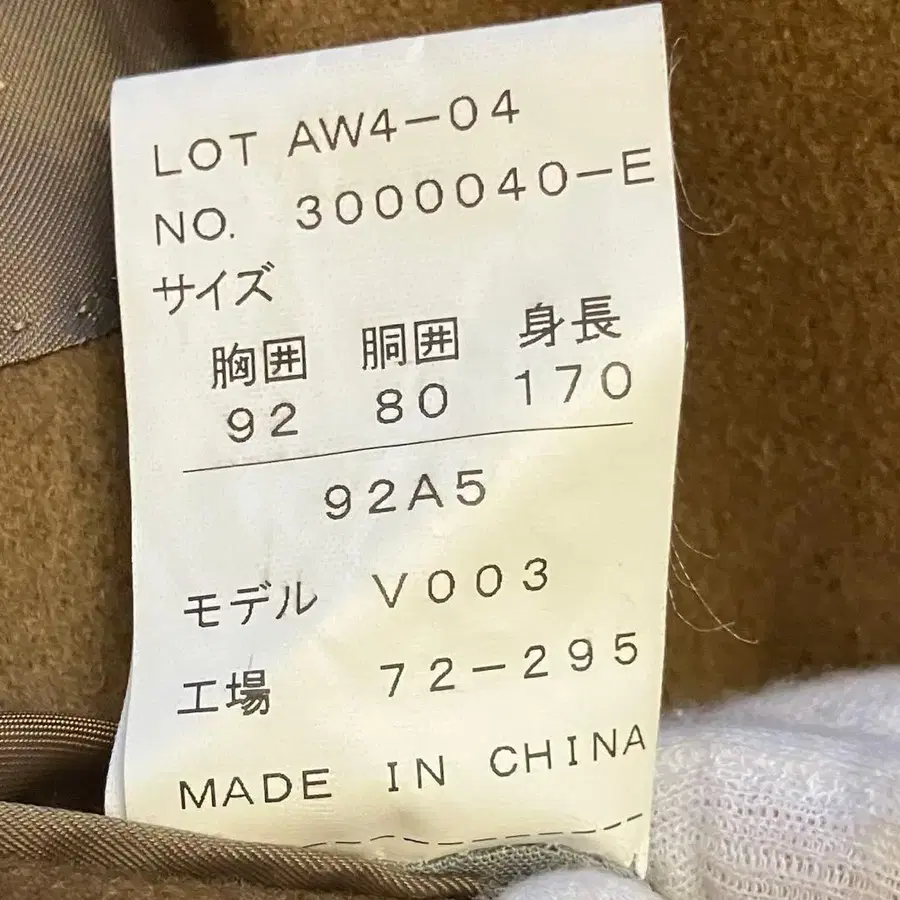 LOT AW4-04
NO. 3000040-E
サイズ
胸囲 胴囲 身長
92 80 170
92A5
モデル V003
工場 72-295
MADE IN CHINA